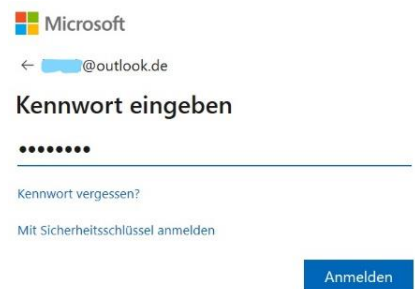 Microsoft
← @outlook.de
Kennwort eingeben
••••••••
Kennwort vergessen?
Mit Sicherheitsschlüssel anmelden
Anmelden